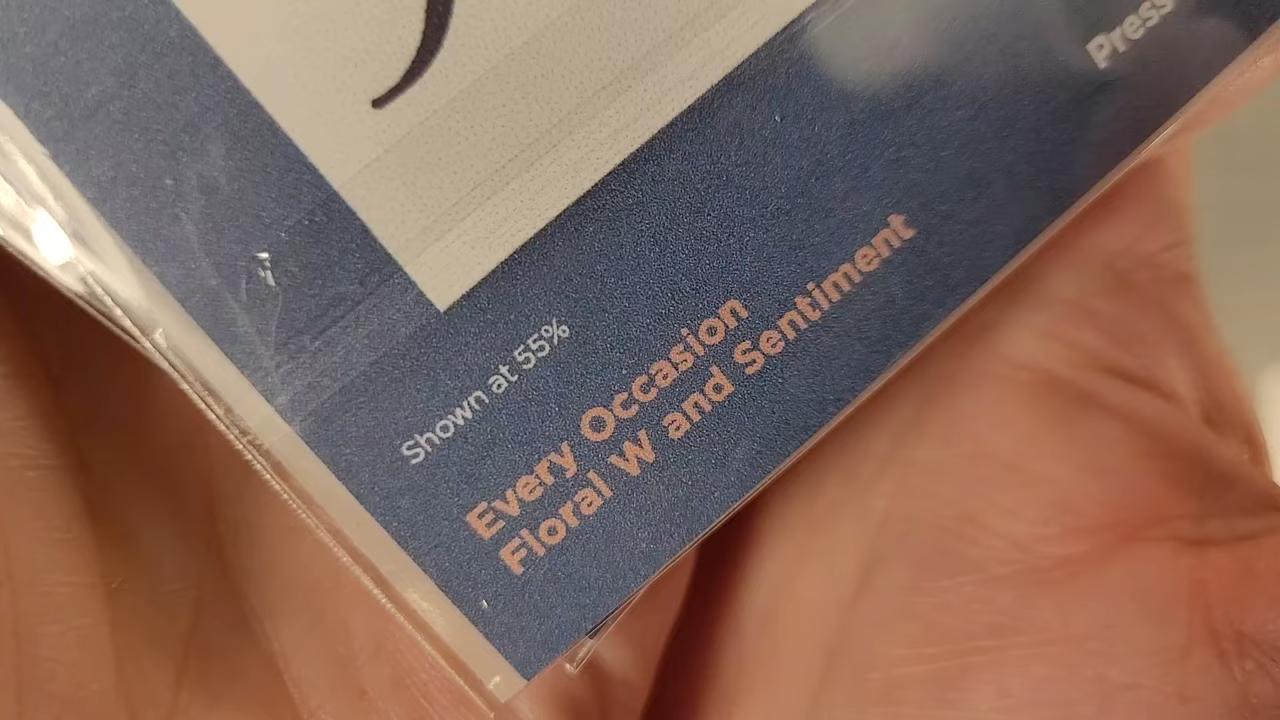 Press
Shown at 55%
Every Occasion
Floral W and Sentiment